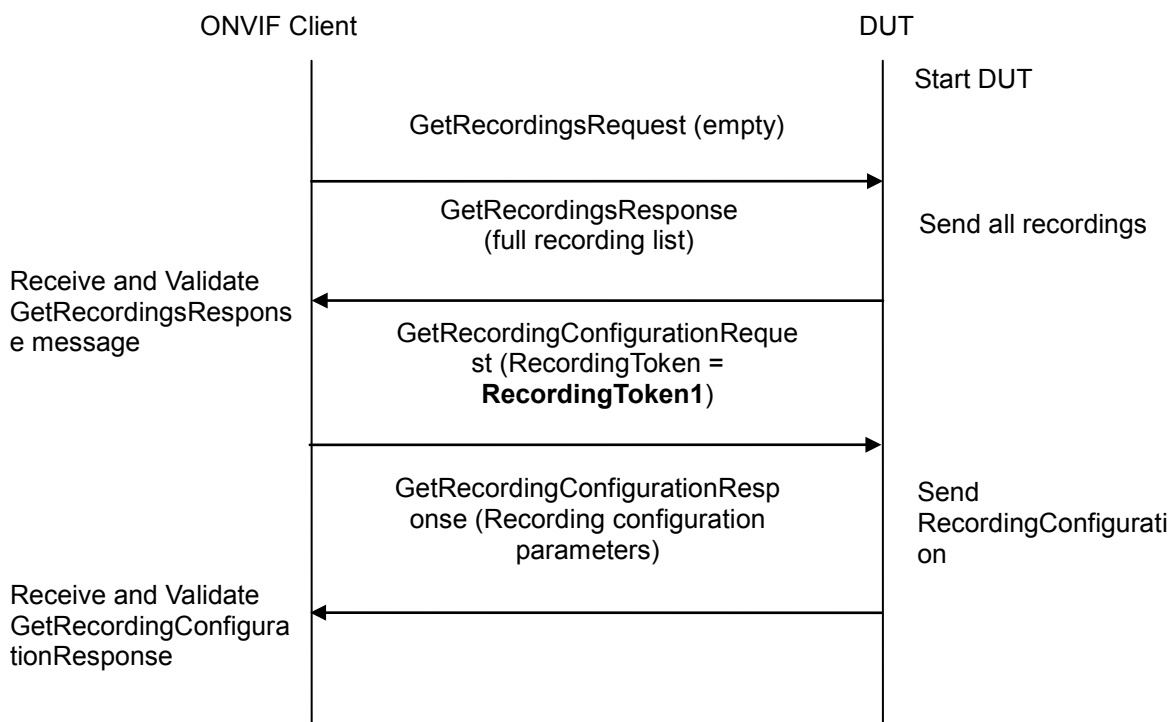 ONVIF Client
DUT
Start DUT
GetRecordingsRequest (empty)
GetRecordingsResponse
(full recording list)
Send all recordings
Receive and Validate
GetRecordingsRespons
e message
GetRecordingConfigurationReque
st (RecordingToken =
RecordingToken1)
GetRecordingConfigurationResp
onse (Recording configuration
parameters)
Send
RecordingConfigurati
on
Receive and Validate
GetRecordingConfigura
tionResponse